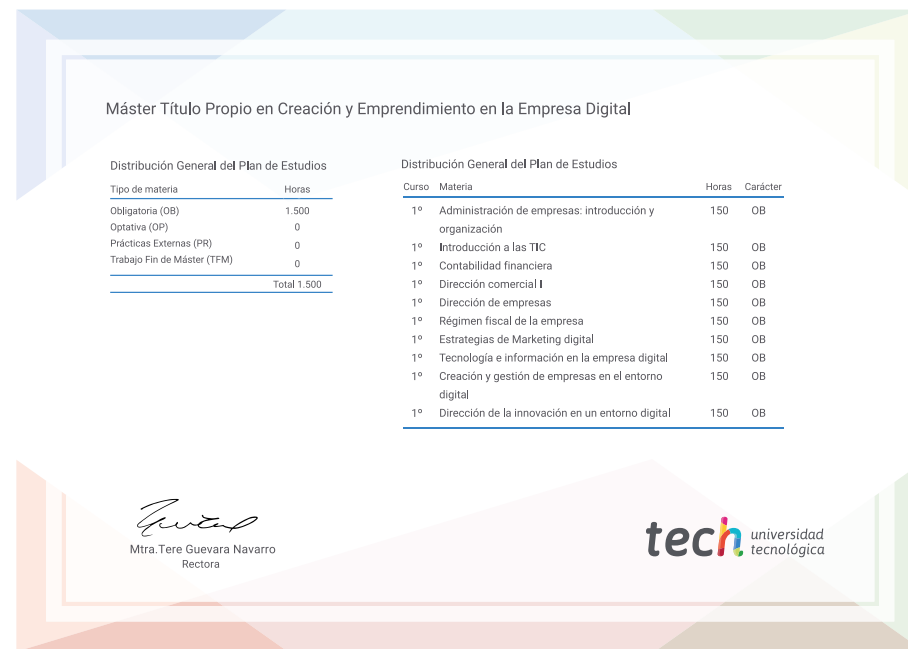 Máster Título Propio en Creación y Emprendimiento en la Empresa Digital
Distribución General del Plan de Estudios
Tipo de materia Horas
Obligatoria (OB) 1.500
Optativa (OP) 0
Prácticas Externas (PR) 0
Trabajo Fin de Máster (TFM) 0
Total 1.500
Distribución General del Plan de Estudios
Curso Materia Horas Carácter
1º Administración de empresas: introducción y 150 OB
organización
1º Introducción a las TIC 150 OB
1º Contabilidad financiera 150 OB
1º Dirección comercial I 150 OB
1º Dirección de empresas 150 OB
1º Régimen fiscal de la empresa 150 OB
1º Estrategias de Marketing digital 150 OB
1º Tecnología e información en la empresa digital 150 OB
1º Creación y gestión de empresas en el entorno 150 OB
digital
1º Dirección de la innovación en un entorno digital 150 OB
Mtra.Tere Guevara Navarro
Rectora
tech universidad
tecnológica